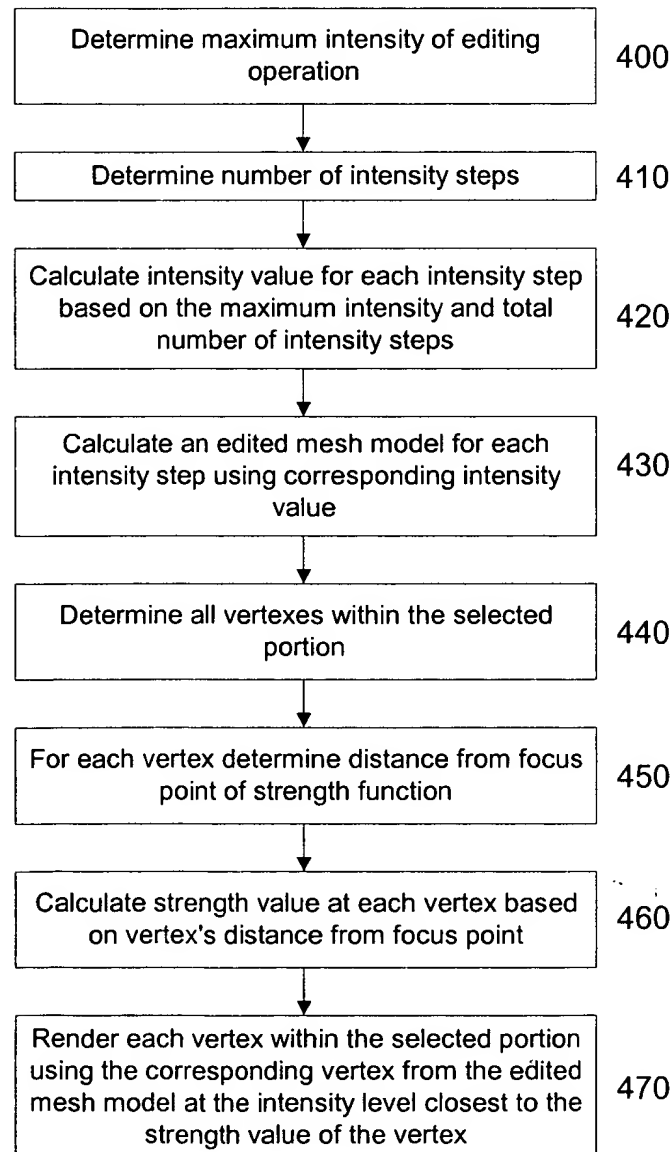 Determine maximum intensity of editing
operation
400
Determine number of intensity steps
410
Calculate intensity value for each intensity step
based on the maximum intensity and total
number of intensity steps
420
Calculate an edited mesh model for each
intensity step using corresponding intensity
value
430
Determine all vertexes within the selected
portion
440
For each vertex determine distance from focus
point of strength function
450
Calculate strength value at each vertex based
on vertex's distance from focus point
460
Render each vertex within the selected portion
using the corresponding vertex from the edited
mesh model at the intensity level closest to the
strength value of the vertex
470